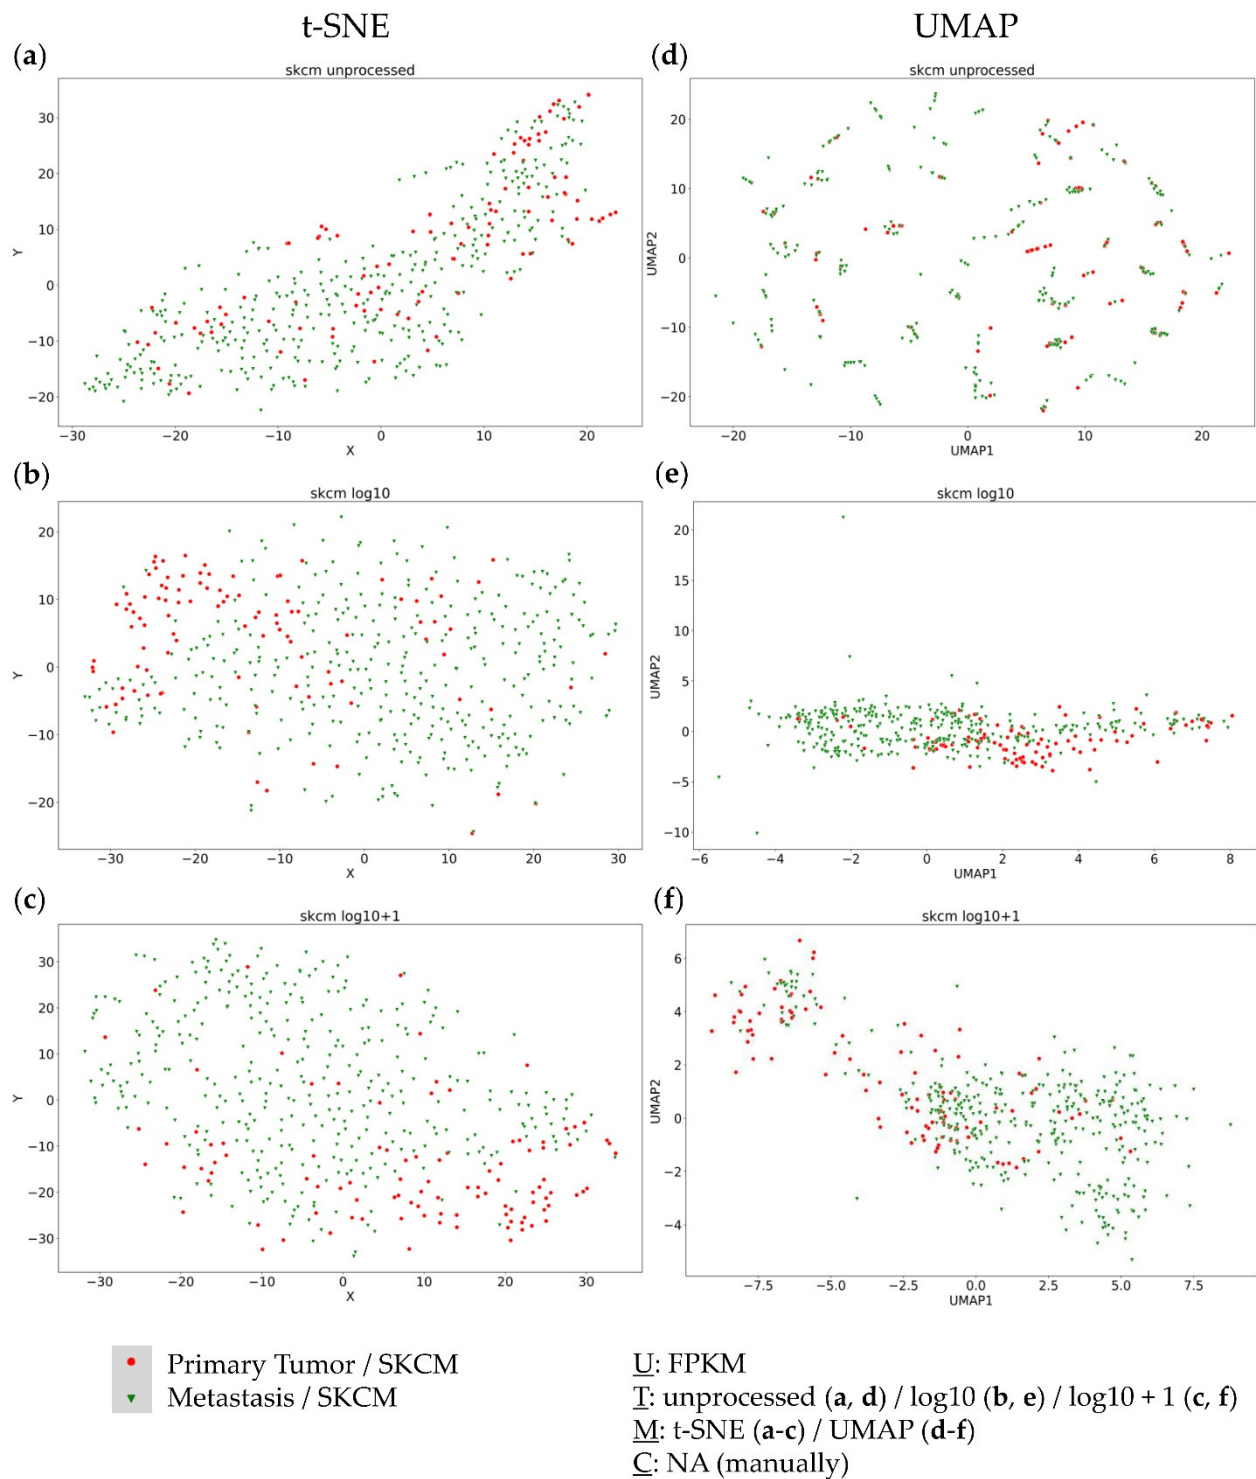 t-SNE
UMAP
(a)
skcm unprocessed
30
20
10
0
−10
−20
Y
−30
−20
−10
0
10
20
X
(d)
skcm unprocessed
20
10
0
−10
−20
UMAP2
−20
−10
0
10
20
UMAP1
(b)
skcm log10
20
10
0
−10
−20
Y
−30
−20
−10
0
10
20
30
X
(e)
skcm log10
20
15
10
5
0
−5
−10
UMAP2
−6
−4
−2
0
2
4
6
8
UMAP1
(c)
skcm log10+1
30
20
10
0
−10
−20
−30
Y
−30
−20
−10
0
10
20
30
X
(f)
skcm log10+1
6
4
2
0
−2
−4
UMAP2
−7.5
−5.0
−2.5
0.0
2.5
5.0
7.5
UMAP1
Primary Tumor / SKCM
Metastasis / SKCM
U: FPKM
T: unprocessed (a, d) / log10 (b, e) / log10 + 1 (c, f)
M: t-SNE (a-c) / UMAP (d-f)
C: NA (manually)